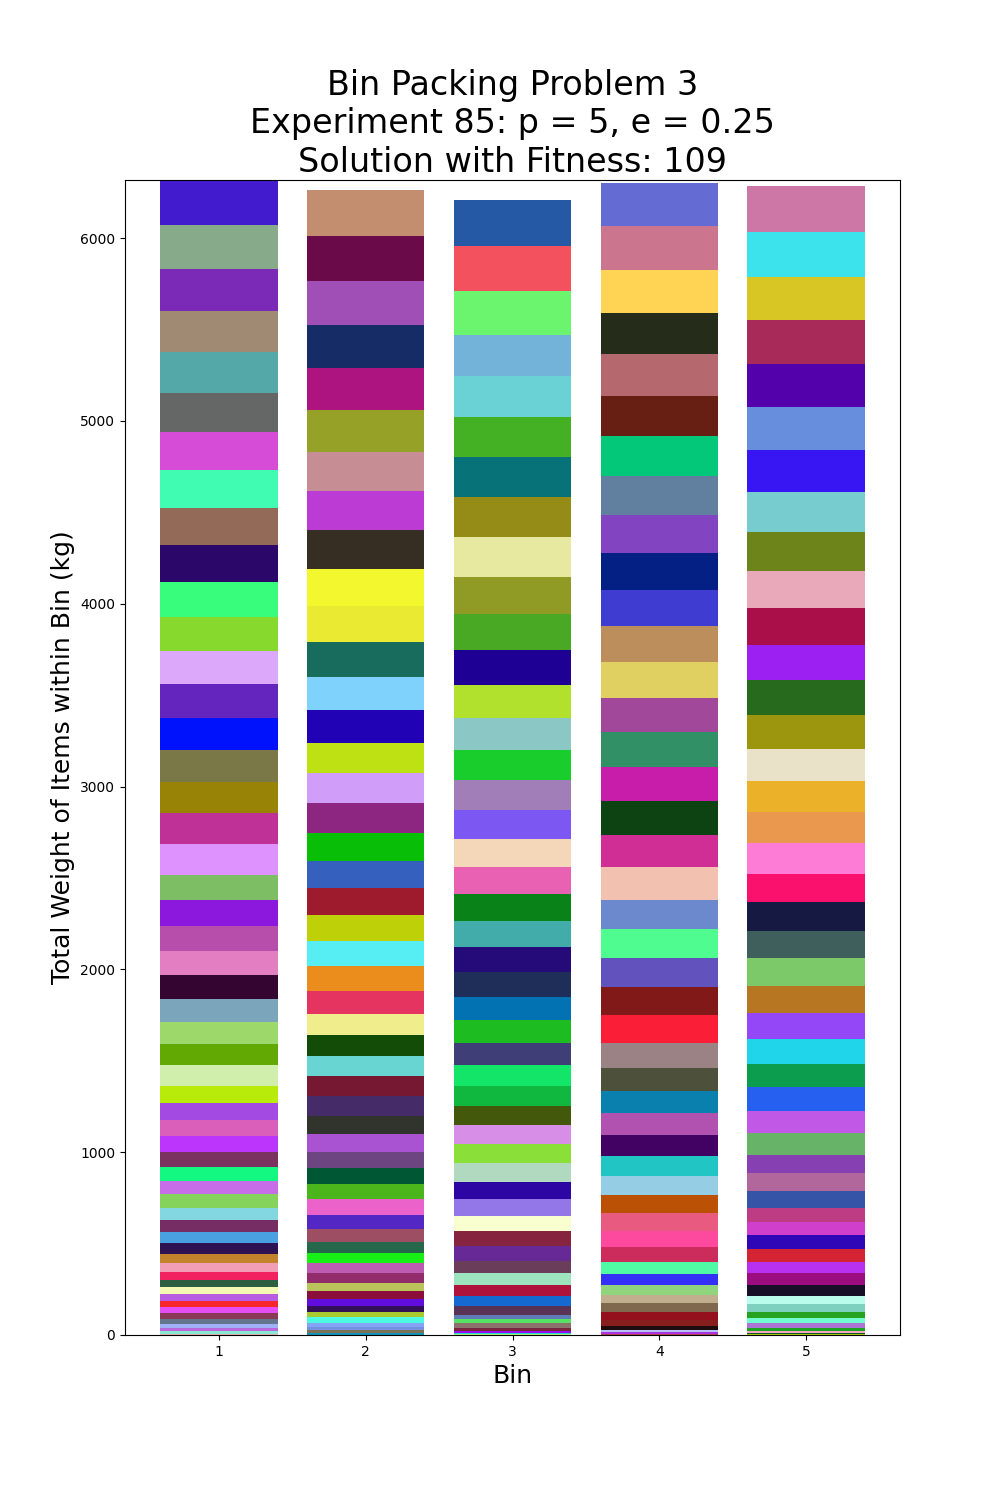 Bin Packing Problem 3
Experiment 85: p = 5, e = 0.25
Solution with Fitness: 109
Total Weight of Items within Bin (kg)
6000
5000
4000
3000
2000
1000
0
1 2 3 4 5
Bin